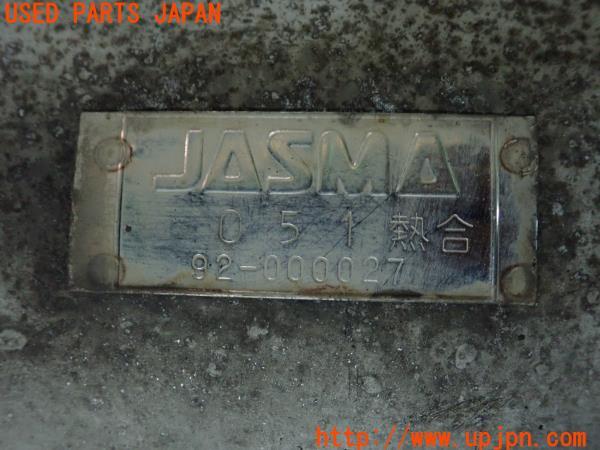 USED PARTS JAPAN
JASMA
051 熱合
92-000027
http://www.upjpn.com